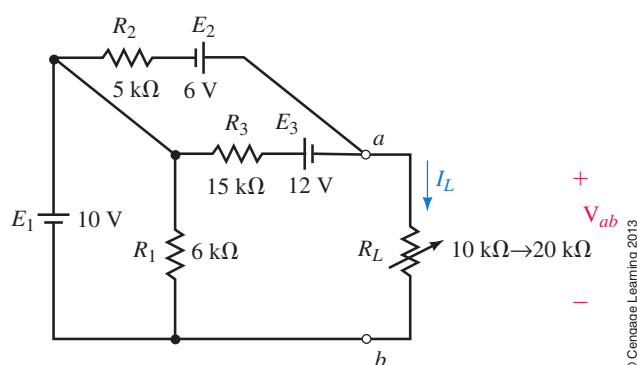 R2 E2
5 kΩ 6 V
R3 E3 a
15 kΩ 12 V
IL
+
Vab
E1 10 V
R1 6 kΩ
RL 10 kΩ→20 kΩ
−
b
© Cengage Learning 2013